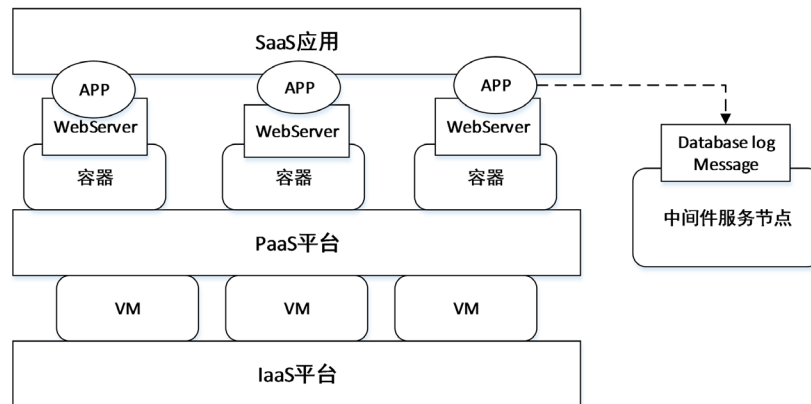 SaaS应用
APP
APP
APP
WebServer
WebServer
WebServer
容器
容器
容器
Database log
Message
中间件服务节点
PaaS平台
VM
VM
VM
IaaS平台